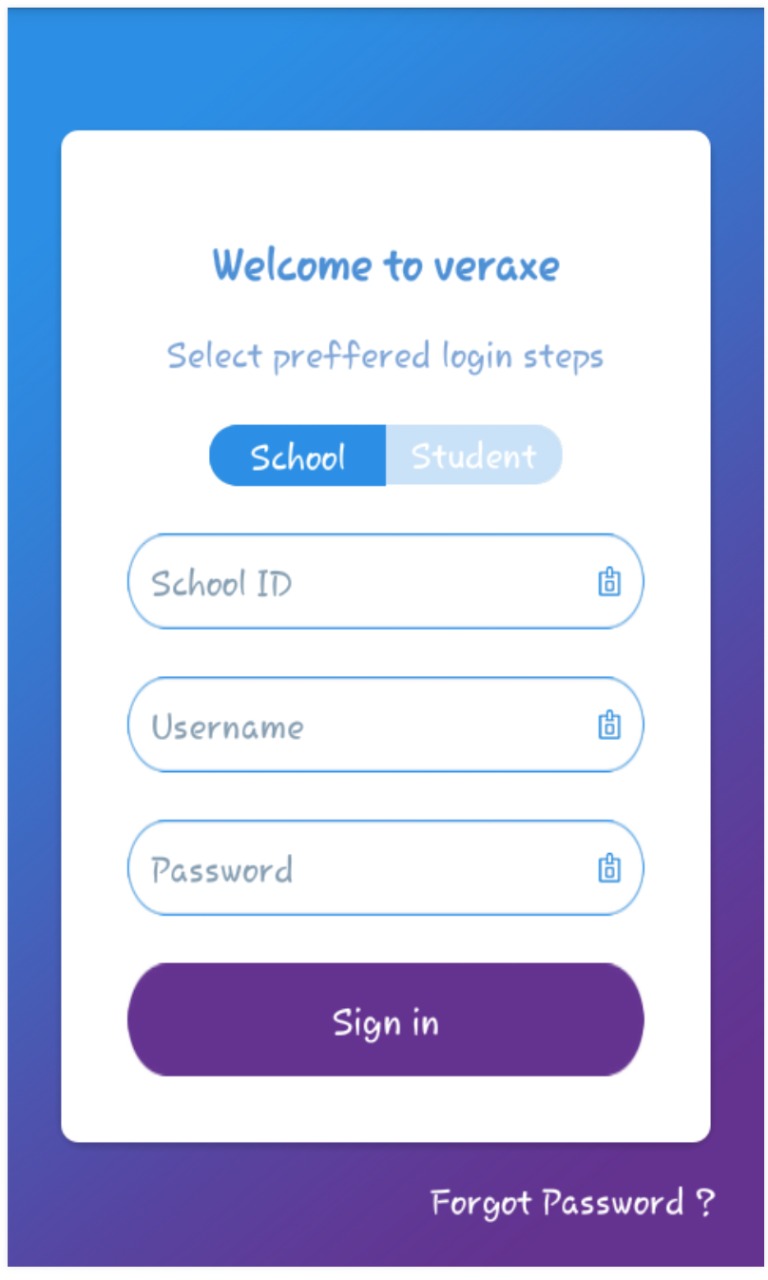 Welcome to veraxe
Select preffered login steps
School Student
School ID
Username
Password
Sign in
Forgot Password ?